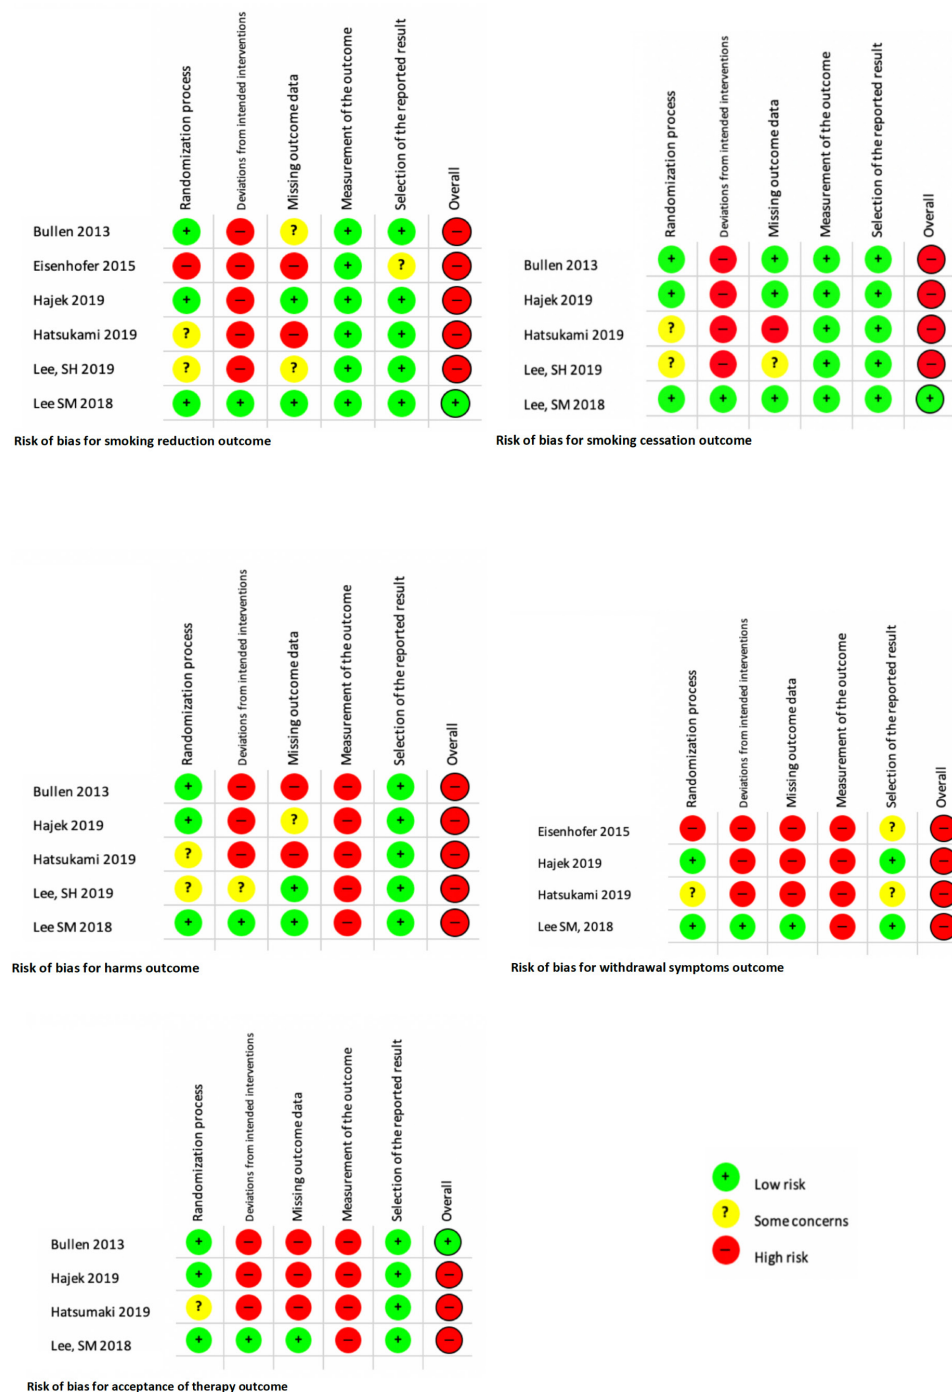 Randomization process
Deviations from intended interventions
Missing outcome data
Measurement of the outcome
Selection of the reported result
Overall
Bullen 2013 + − ? + + −
Eisenhofer 2015 − − − + ? −
Hajek 2019 + − + + + −
Hatsukami 2019 ? − − + + −
Lee, SH 2019 ? − ? + + −
Lee SM 2018 + + + + + +
Risk of bias for smoking reduction outcome
Randomization process
Deviations from intended interventions
Missing outcome data
Measurement of the outcome
Selection of the reported result
Overall
Bullen 2013 + − + + + −
Hajek 2019 + − + + + −
Hatsukami 2019 ? − − + + −
Lee, SH 2019 ? − ? + + −
Lee, SM 2018 + + + + + +
Risk of bias for smoking cessation outcome
Randomization process
Deviations from intended interventions
Missing outcome data
Measurement of the outcome
Selection of the reported result
Overall
Bullen 2013 + − − − + −
Hajek 2019 + − ? − + −
Hatsukami 2019 ? − − − + −
Lee, SH 2019 ? ? + − + −
Lee SM 2018 + + + − + −
Risk of bias for harms outcome
Randomization process
Deviations from intended interventions
Missing outcome data
Measurement of the outcome
Selection of the reported result
Overall
Eisenhofer 2015 − − − − ? −
Hajek 2019 + − − − + −
Hatsukami 2019 ? − − − ? −
Lee SM, 2018 + + + − + −
Risk of bias for withdrawal symptoms outcome
Randomization process
Deviations from intended interventions
Missing outcome data
Measurement of the outcome
Selection of the reported result
Overall
Bullen 2013 + − − − + +
Hajek 2019 + − − − + −
Hatsumaki 2019 ? − − − + −
Lee, SM 2018 + + + − + −
Risk of bias for acceptance of therapy outcome
+ Low risk
? Some concerns
− High risk